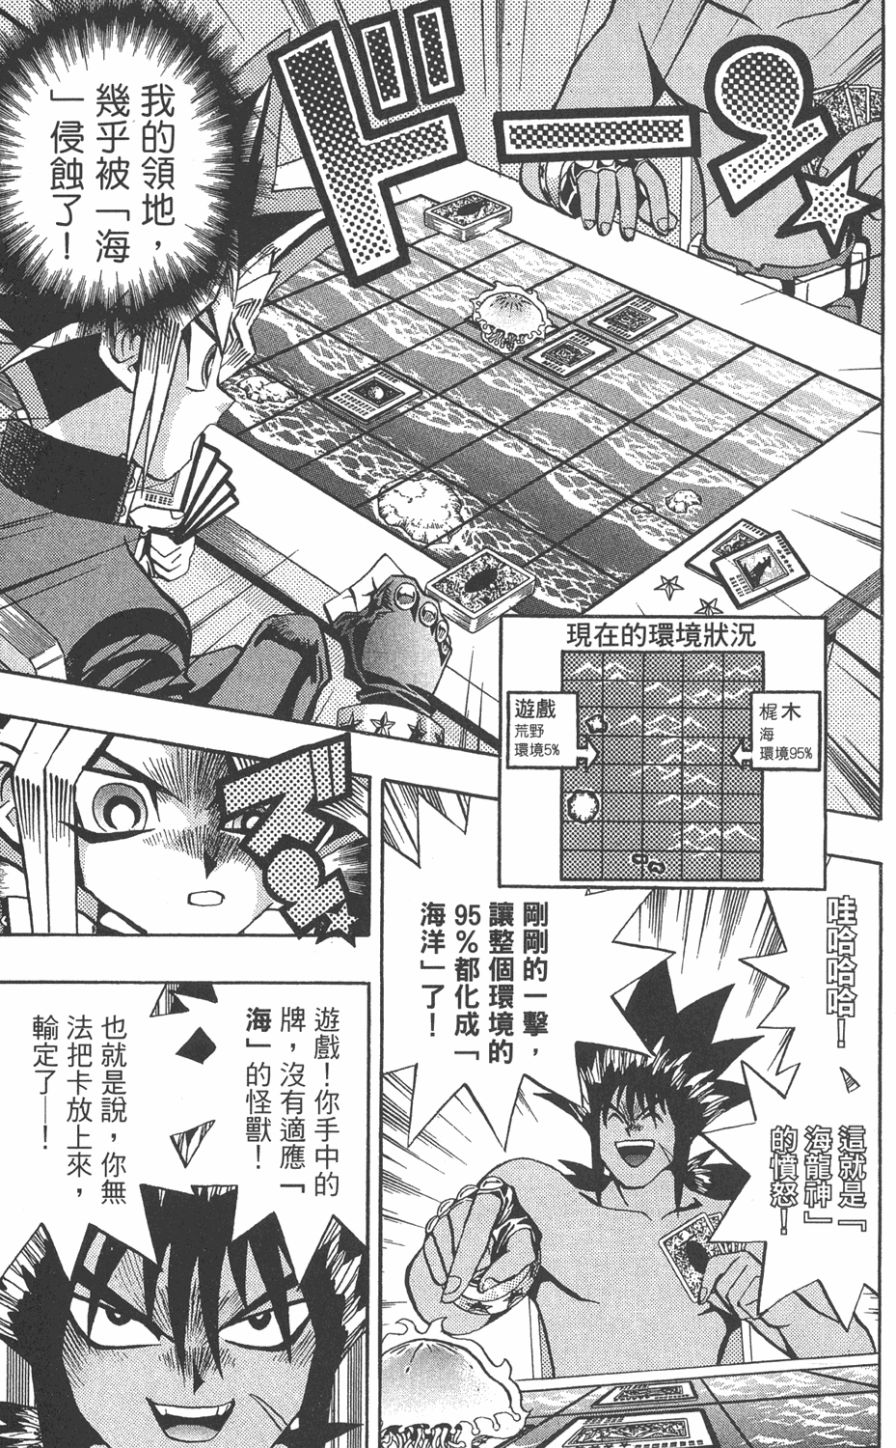 ドーン
我的領地，
幾乎被「海
」侵蝕了！
現在的環境狀況
遊戲
荒野
環境5%
梶木
海
環境95%
哇哈哈哈！
這就是「
海龍神」
的憤怒！
剛剛的一擊，
讓整個環境的
95%都化成「
海洋」了！
遊戲！你手中的
牌，沒有適應「
海」的怪獸！
也就是說，你無
法把卡放上來，
輸定了—！